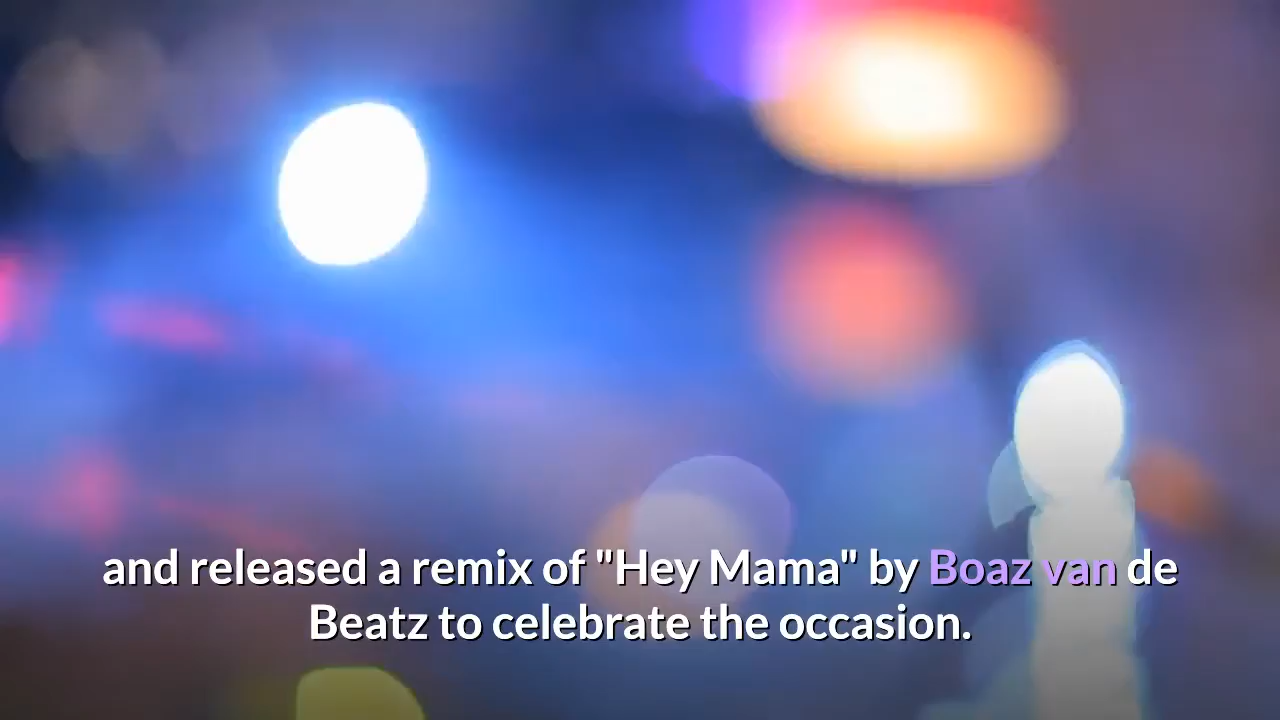 and released a remix of "Hey Mama" by Boaz van de
Beatz to celebrate the occasion.